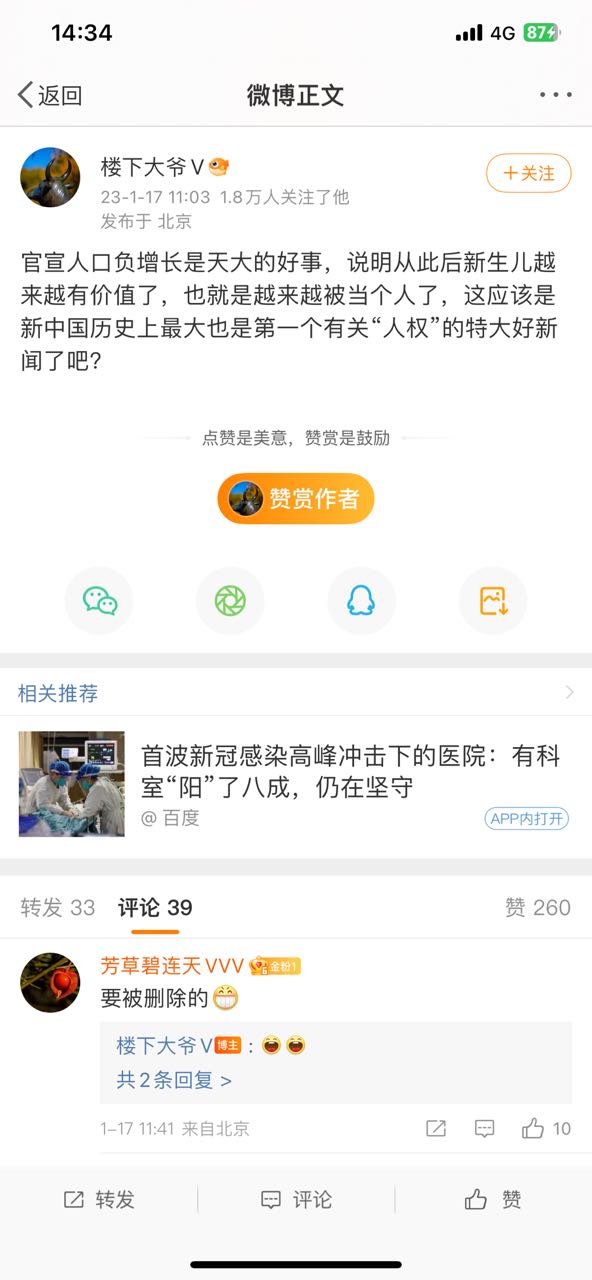 14:34
4G 87
返回
微博正文
楼下大爷V
23-1-17 11:03 1.8万人关注了他
发布于 北京
+关注
官宣人口负增长是天大的好事，说明从此后新生儿越
来越有价值了，也就是越来越被当个人了，这应该是
新中国历史上最大也是第一个有关“人权”的特大好新
闻了吧？
点赞是美意，赞赏是鼓励
赞赏作者
相关推荐
首波新冠感染高峰冲击下的医院：有科
室“阳”了八成，仍在坚守
@ 百度
APP内打开
转发 33 评论 39 赞 260
芳草碧连天VVV 金粉1
要被删除的
楼下大爷V 博主：
共2条回复 >
1-17 11:41 来自北京
10
转发 评论 赞